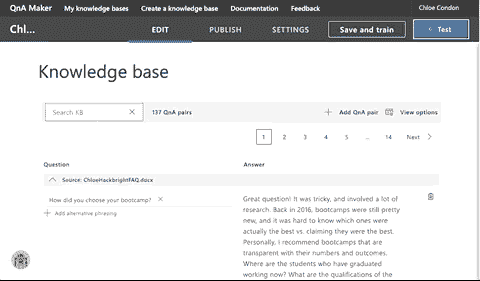 QnA Maker My knowledge bases Create a knowledge base Documentation Feedback Chloe Condon
Chl... EDIT PUBLISH SETTINGS Save and train < Test
Knowledge base
Search KB × 137 QnA pairs + Add QnA pair View options
1 2 3 4 5 ... 14 Next >
Question Answer
Source: ChloeHackbrightFAQ.docx
How did you choose your bootcamp? ×
+ Add alternative phrasing
Great question! It was tricky, and involved a lot of
research. Back in 2016, bootcamps were still pretty
new, and it was hard to know which ones were
actually the best vs. claiming they were the best.
Personally, I recommend bootcamps that are
transparent with their numbers and outcomes.
Where are the students who have graduated
working now? What are the qualifications of the